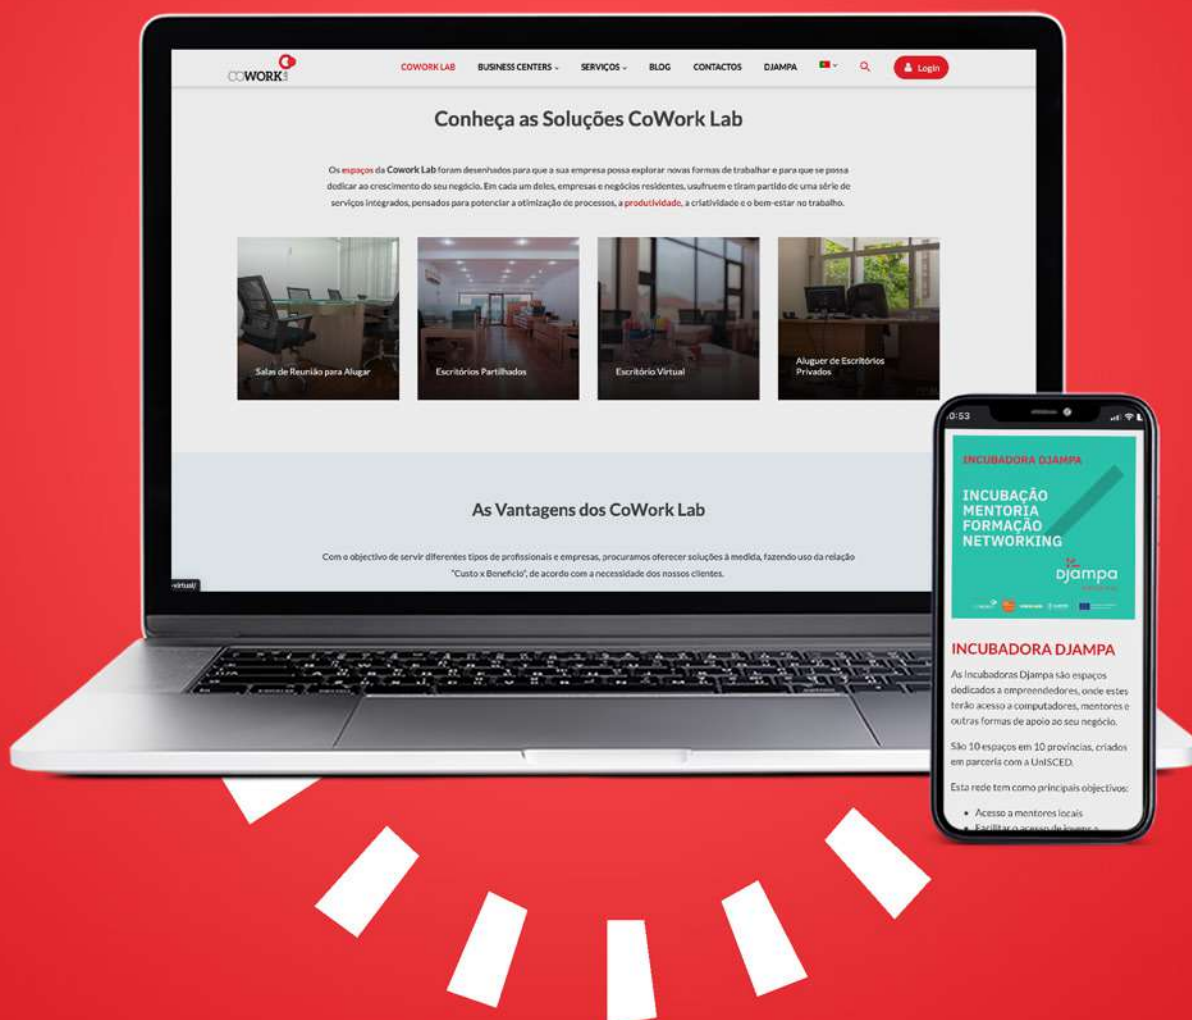 COWORK LAB
COWORK LAB BUSINESS CENTERS SERVIÇOS BLOG CONTACTOS DJAMPA Login
Conheça as Soluções CoWork Lab
Os espaços da Cowork Lab foram desenhados para que a sua empresa possa explorar novas formas de trabalhar e para que se possa
dedicar ao crescimento do seu negócio. Em cada um deles, empresas e negócios residentes, usufruem e tiram partido de uma série de
serviços integrados, pensados para potenciar a otimização de processos, a produtividade, a criatividade e o bem-estar no trabalho.
Salas de Reunião para Alugar
Escritórios Partilhados
Escritório Virtual
Aluguer de Escritórios
Privados
As Vantagens dos CoWork Lab
Com o objectivo de servir diferentes tipos de profissionais e empresas, procuramos oferecer soluções à medida, fazendo uso da relação
"Custo x Benefício", de acordo com a necessidade dos nossos clientes.
-virtual/
0:53
INCUBADORA DJAMPA
INCUBAÇÃO
MENTORIA
FORMAÇÃO
NETWORKING
Djampa
INCUBADORA DJAMPA
As Incubadoras Djampa são espaços
dedicados a empreendedores, onde estes
terão acesso a computadores, mentores e
outras formas de apoio ao seu negócio.
São 10 espaços em 10 províncias, criados
em parceria com a UnISCED.
Esta rede tem como principais objectivos:
• Acesso a mentores locais
• Facilitar o acesso de jovens a